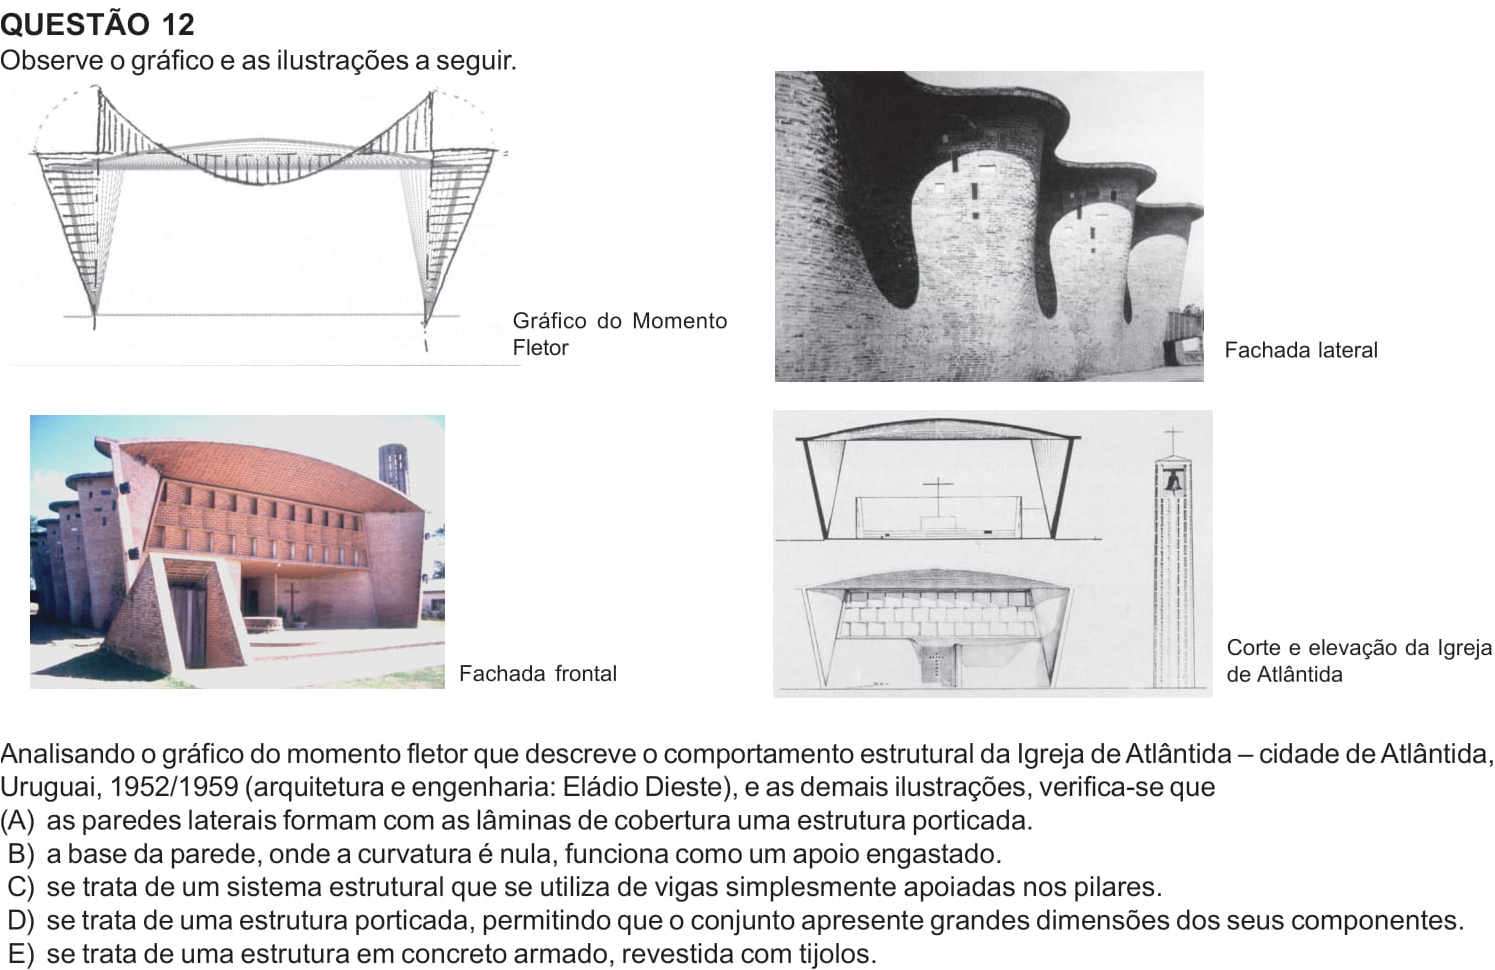 QUESTÃO 12
Observe o gráfico e as ilustrações a seguir.
Gráfico do Momento
Fletor
Fachada lateral
Fachada frontal
Corte e elevação da Igreja
de Atlântida
Analisando o gráfico do momento fletor que descreve o comportamento estrutural da Igreja de Atlântida – cidade de Atlântida,
Uruguai, 1952/1959 (arquitetura e engenharia: Eládio Dieste), e as demais ilustrações, verifica-se que
(A) as paredes laterais formam com as lâminas de cobertura uma estrutura porticada.
B) a base da parede, onde a curvatura é nula, funciona como um apoio engastado.
C) se trata de um sistema estrutural que se utiliza de vigas simplesmente apoiadas nos pilares.
D) se trata de uma estrutura porticada, permitindo que o conjunto apresente grandes dimensões dos seus componentes.
E) se trata de uma estrutura em concreto armado, revestida com tijolos.